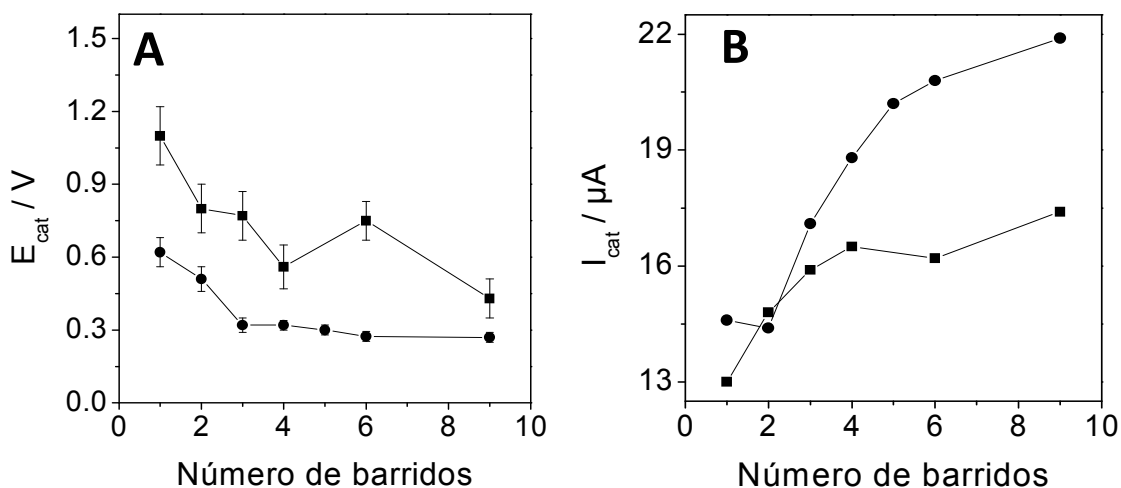 A
1.5
1.2
0.9
0.6
0.3
0.0
E_cat / V
0 2 4 6 8 10
Número de barridos
B
22
19
16
13
I_cat / µA
0 2 4 6 8 10
Número de barridos